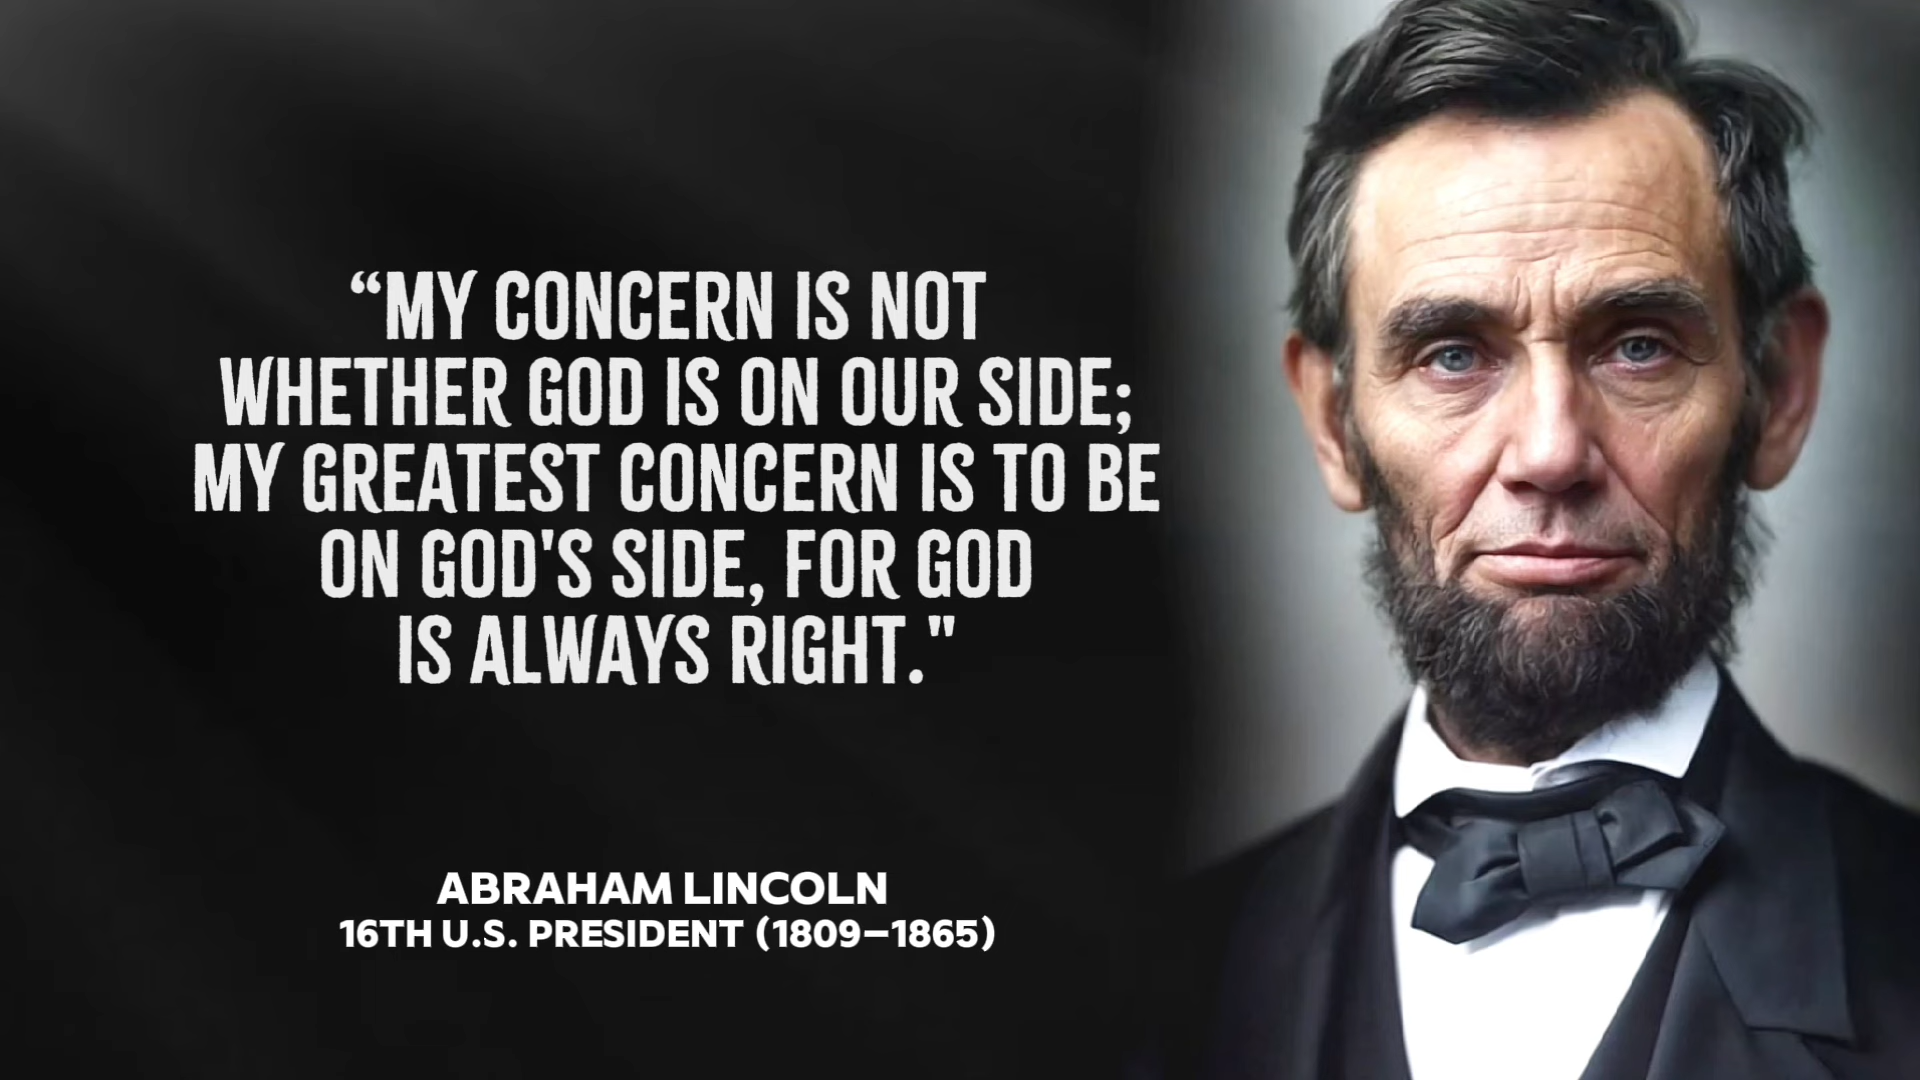 “MY CONCERN IS NOT
WHETHER GOD IS ON OUR SIDE;
MY GREATEST CONCERN IS TO BE
ON GOD'S SIDE, FOR GOD
IS ALWAYS RIGHT."
ABRAHAM LINCOLN
16TH U.S. PRESIDENT (1809–1865)